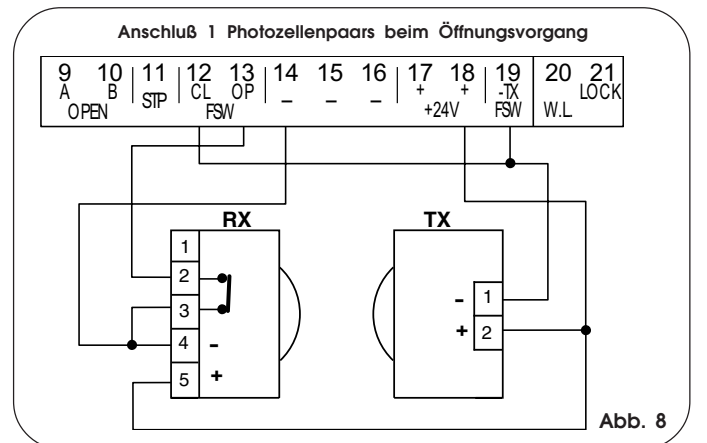 Anschluß 1 Photozellenpaars beim Öffnungsvorgang
9 10 11 12 13 14 15 16 17 18 19 20 21
A B STP CL OP – – – + + -TX LOCK
OPEN FSW +24V FSW W.L.
RX TX
1
2
3
4 -
5 +
- 1
+ 2
Abb. 8